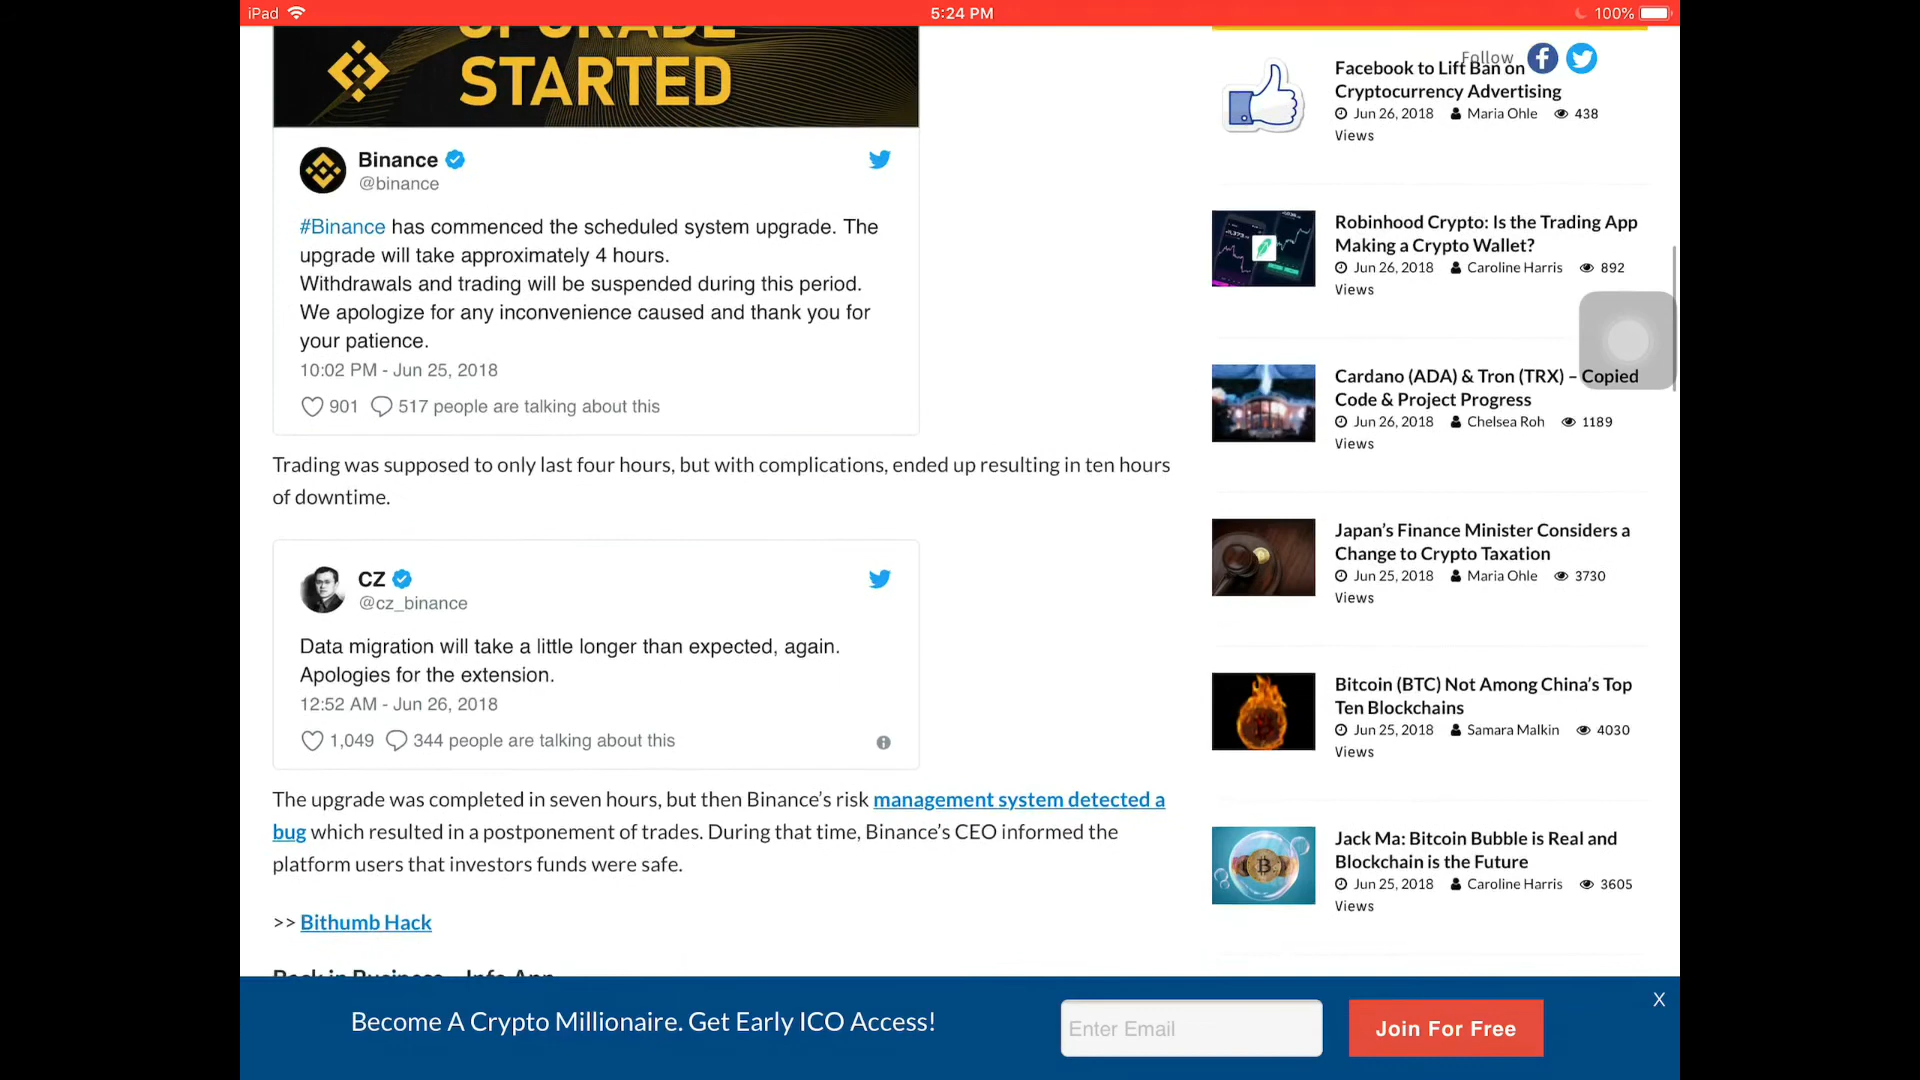 iPad
5:24 PM
100%
UPGRADE
STARTED
Binance
@binance
#Binance has commenced the scheduled system upgrade. The
upgrade will take approximately 4 hours.
Withdrawals and trading will be suspended during this period.
We apologize for any inconvenience caused and thank you for
your patience.
10:02 PM - Jun 25, 2018
901 517 people are talking about this
Trading was supposed to only last four hours, but with complications, ended up resulting in ten hours
of downtime.
CZ
@cz_binance
Data migration will take a little longer than expected, again.
Apologies for the extension.
12:52 AM - Jun 26, 2018
1,049 344 people are talking about this
The upgrade was completed in seven hours, but then Binance's risk management system detected a
bug which resulted in a postponement of trades. During that time, Binance's CEO informed the
platform users that investors funds were safe.
>> Bithumb Hack
Back in Business – Info App
Follow
Facebook to Lift Ban on
Cryptocurrency Advertising
Jun 26, 2018 Maria Ohle 438
Views
Robinhood Crypto: Is the Trading App
Making a Crypto Wallet?
Jun 26, 2018 Caroline Harris 892
Views
Cardano (ADA) & Tron (TRX) – Copied
Code & Project Progress
Jun 26, 2018 Chelsea Roh 1189
Views
Japan's Finance Minister Considers a
Change to Crypto Taxation
Jun 25, 2018 Maria Ohle 3730
Views
Bitcoin (BTC) Not Among China's Top
Ten Blockchains
Jun 25, 2018 Samara Malkin 4030
Views
Jack Ma: Bitcoin Bubble is Real and
Blockchain is the Future
Jun 25, 2018 Caroline Harris 3605
Views
Become A Crypto Millionaire. Get Early ICO Access!
Enter Email
Join For Free
X